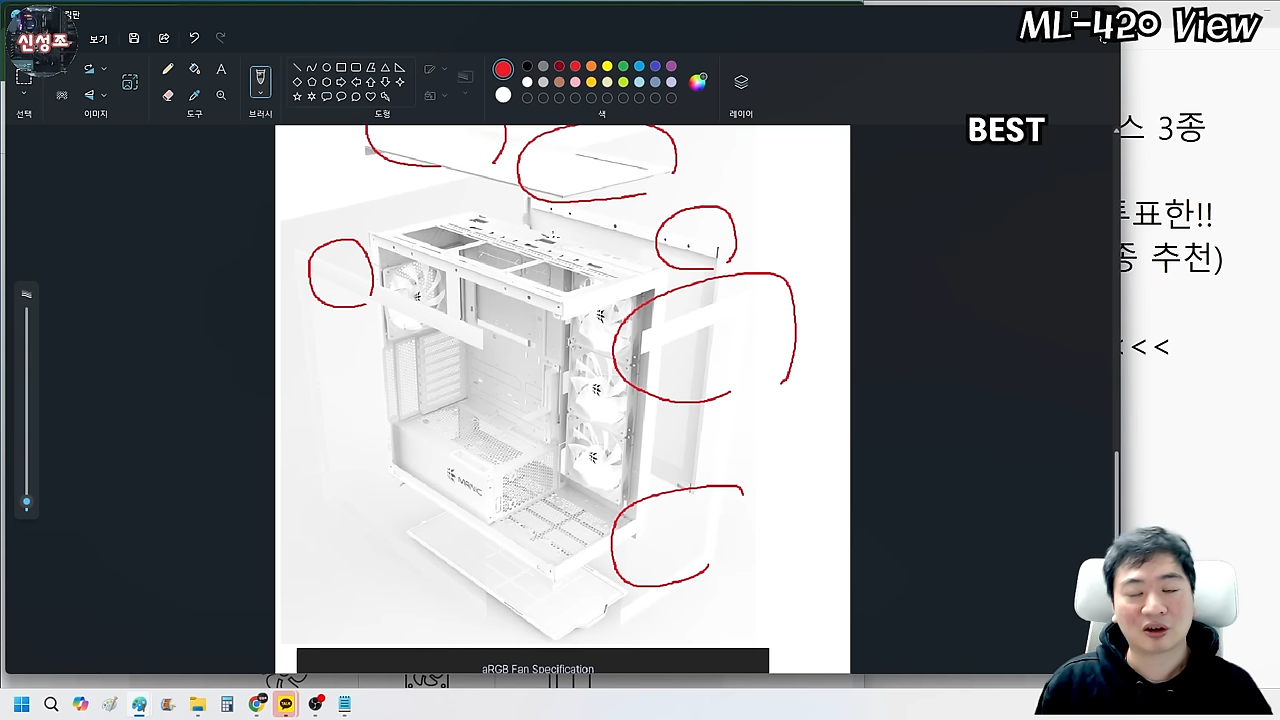 ML-420 View
신성조
보기
선택
이미지
도구
브러시
도형
색
레이어
BEST
스 3종
투표한!!
종 추천)
<<
MANIC
aRGB Fan Specification